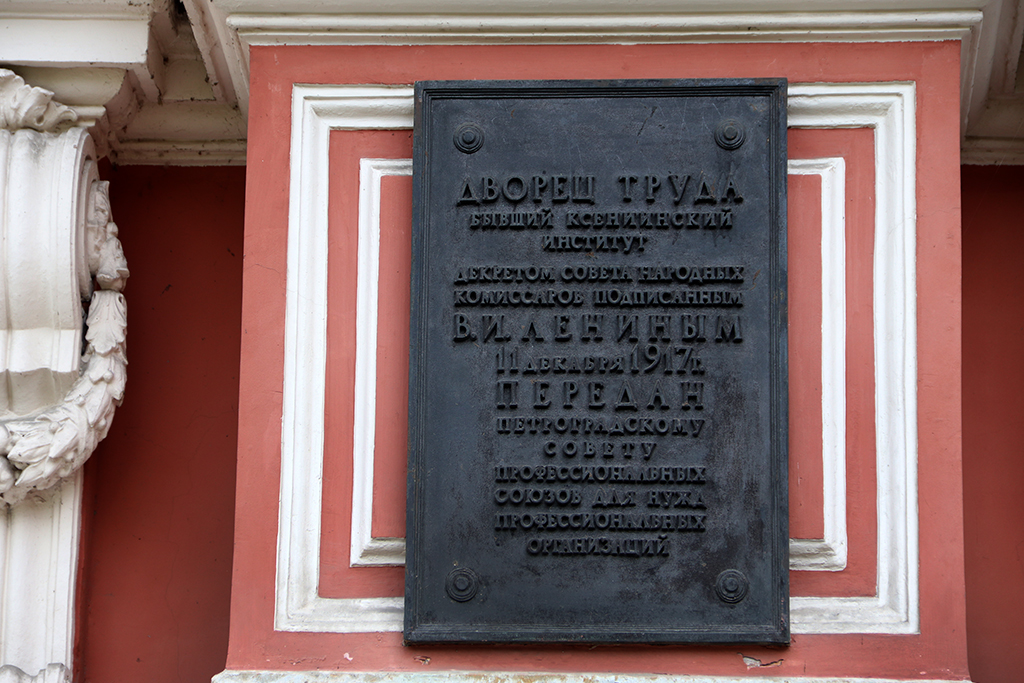 ДВОРЕЦ ТРУДА
БЫВШИЙ КСЕНИИНСКИЙ
ИНСТИТУТ
ДЕКРЕТОМ СОВЕТА НАРОДНЫХ
КОМИССАРОВ ПОДПИСАННЫМ
В.И.ЛЕНИНЫМ
11 ДЕКАБРЯ 1917 г.
ПЕРЕДАН
ПЕТРОГРАДСКОМУ
СОВЕТУ
ПРОФЕССИОНАЛЬНЫХ
СОЮЗОВ ДЛЯ НУЖД
ПРОФЕССИОНАЛЬНЫХ
ОРГАНИЗАЦИЙ